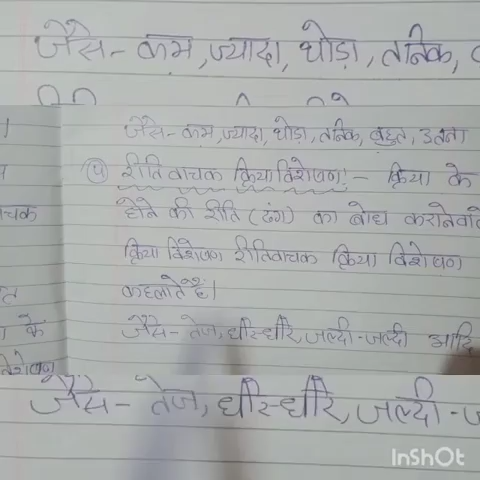 जैसे- कम, ज्यादा, थोड़ा, तनिक,
जैसे- कम, ज्यादा, थोड़ा, तनिक, बहुत, उतना
④ रीतिवाचक क्रियाविशेषण:- क्रिया के
होने की रीति (ढंग) का बोध करानेवाले
क्रिया विशेषण रीतिवाचक क्रिया विशेषण
कहलाते हैं।
जैसे- तेज, धीरे-धीरे, जल्दी-जल्दी आदि
जैसे- तेज, धीरे-धीरे, जल्दी-
InShOt